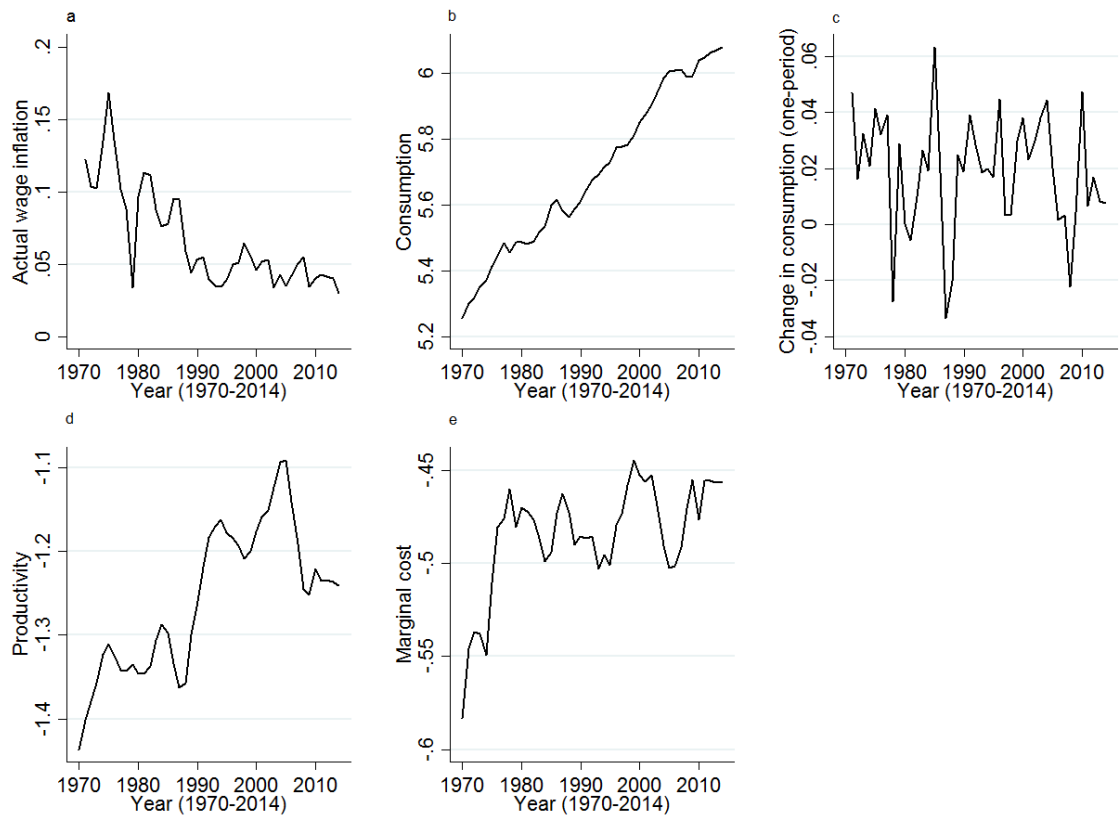 a
Actual wage inflation
.2
.15
.1
.05
0
1970 1980 1990 2000 2010
Year (1970-2014)
b
Consumption
6
5.8
5.6
5.4
5.2
1970 1980 1990 2000 2010
Year (1970-2014)
c
Change in consumption (one-period)
.06
.04
.02
0
-.02
-.04
1970 1980 1990 2000 2010
Year (1970-2014)
d
Productivity
-1.1
-1.2
-1.3
-1.4
1970 1980 1990 2000 2010
Year (1970-2014)
e
Marginal cost
-.45
-.5
-.55
-.6
1970 1980 1990 2000 2010
Year (1970-2014)